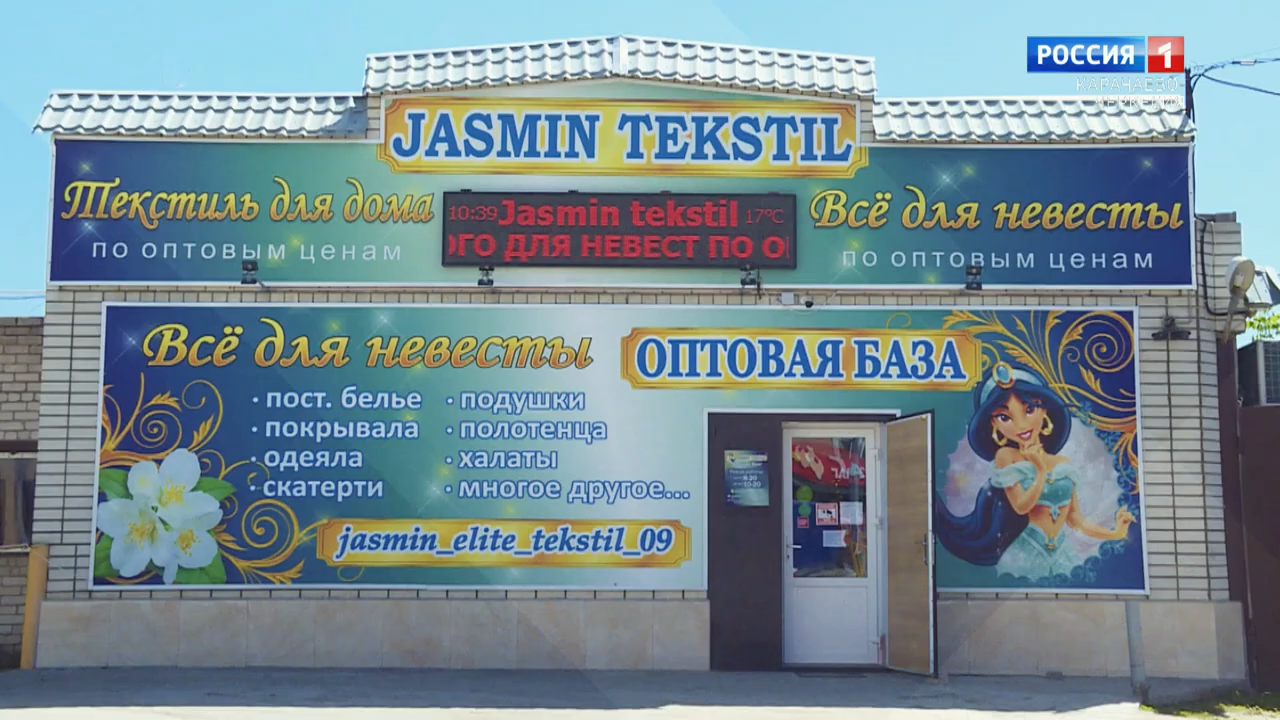 РОССИЯ 1
КАРАЧАЕВО
JASMIN TEKSTIL
Текстиль для дома
по оптовым ценам
10:39 Jasmin tekstil 17°C
ОГО ДЛЯ НЕВЕСТ ПО О
Всё для невесты
по оптовым ценам
Всё для невесты
· пост. белье
· покрывала
· одеяла
· скатерти
· подушки
· полотенца
· халаты
· многое другое...
jasmin_elite_tekstil_09
ОПТОВАЯ БАЗА